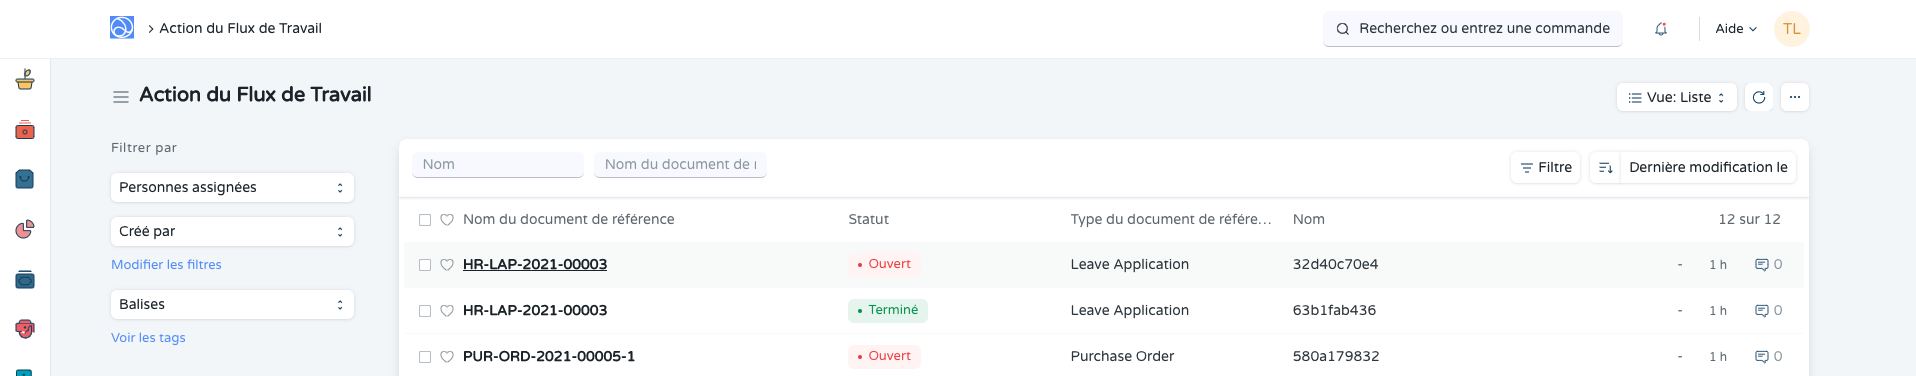 Action du Flux de Travail
Recherchez ou entrez une commande
Aide
TL
Action du Flux de Travail
Vue: Liste
Filtrer par
Personnes assignées
Créé par
Modifier les filtres
Balises
Voir les tags
Nom
Nom du document de
Filtre
Dernière modification le
Nom du document de référence Statut Type du document de référe... Nom 12 sur 12
HR-LAP-2021-00003 • Ouvert Leave Application 32d40c70e4 - 1 h 0
HR-LAP-2021-00003 • Terminé Leave Application 63b1fab436 - 1 h 0
PUR-ORD-2021-00005-1 • Ouvert Purchase Order 580a179832 - 1 h 0